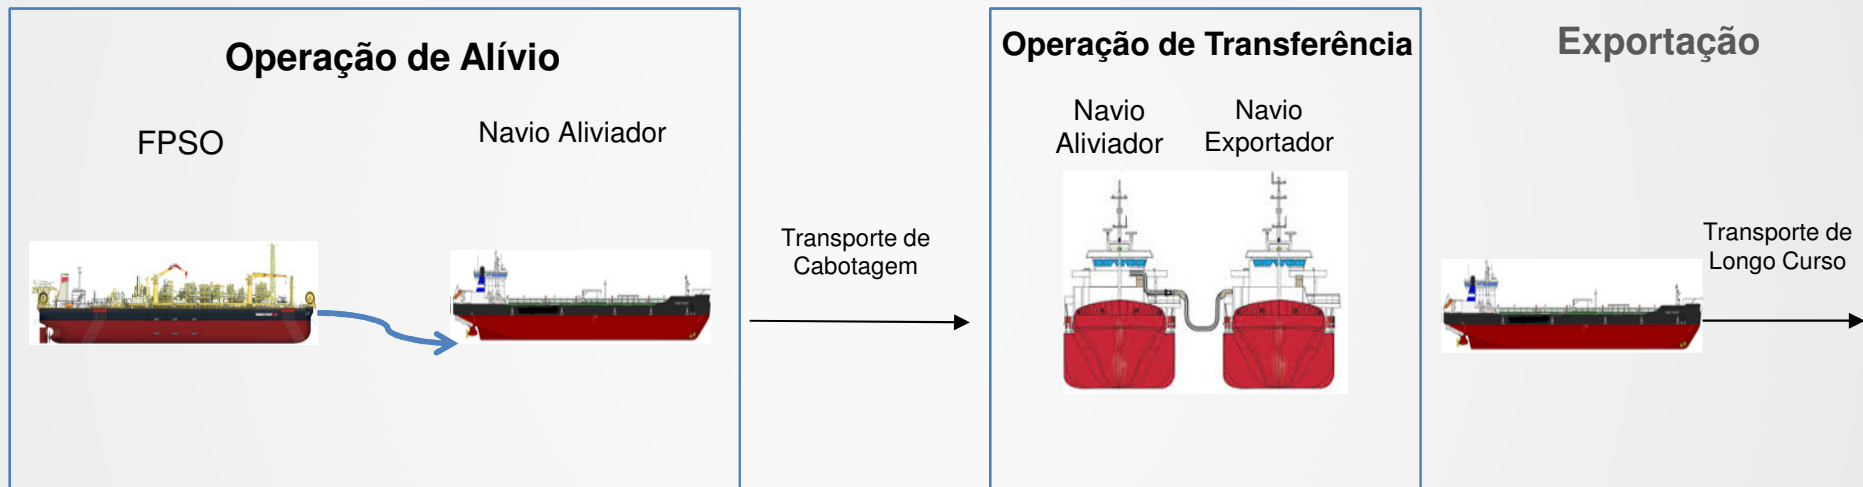 Operação de Alívio
FPSO
Navio Aliviador
Transporte de
Cabotagem
Operação de Transferência
Navio
Aliviador
Navio
Exportador
Exportação
Transporte de
Longo Curso